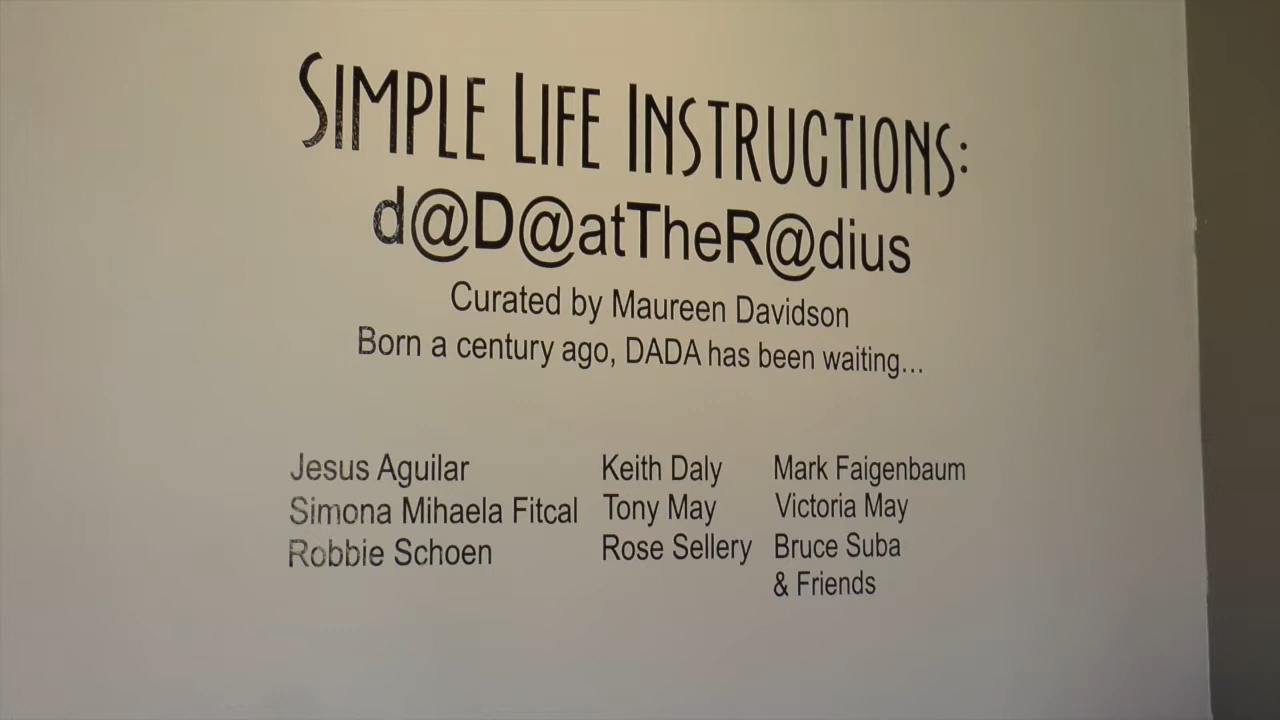 SIMPLE LIFE INSTRUCTIONS:
d@D@atTheR@dius
Curated by Maureen Davidson
Born a century ago, DADA has been waiting...
Jesus Aguilar
Simona Mihaela Fitcal
Robbie Schoen
Keith Daly
Tony May
Rose Sellery
Mark Faigenbaum
Victoria May
Bruce Suba
& Friends